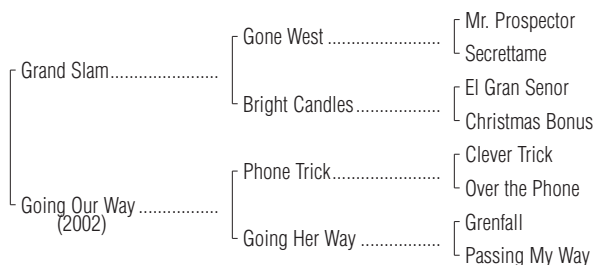 Mr. Prospector
Gone West ......................
Secrettame
Grand Slam.....................
El Gran Senor
Bright Candles................
Christmas Bonus
Clever Trick
Phone Trick.....................
Over the Phone
Going Our Way ...............
(2002)
Grenfall
Going Her Way ...............
Passing My Way